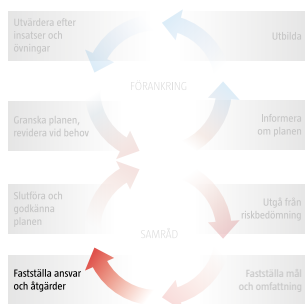 Utvärdera efter
insatser och
övningar
Utbilda
FÖRANKRING
Granska planen,
revidera vid behov
Informera
om planen
Slutföra och
godkänna
planen
Utgå från
riskbedömning
SAMRÅD
Fastställa ansvar
och åtgärder
Fastställa mål
och omfattning